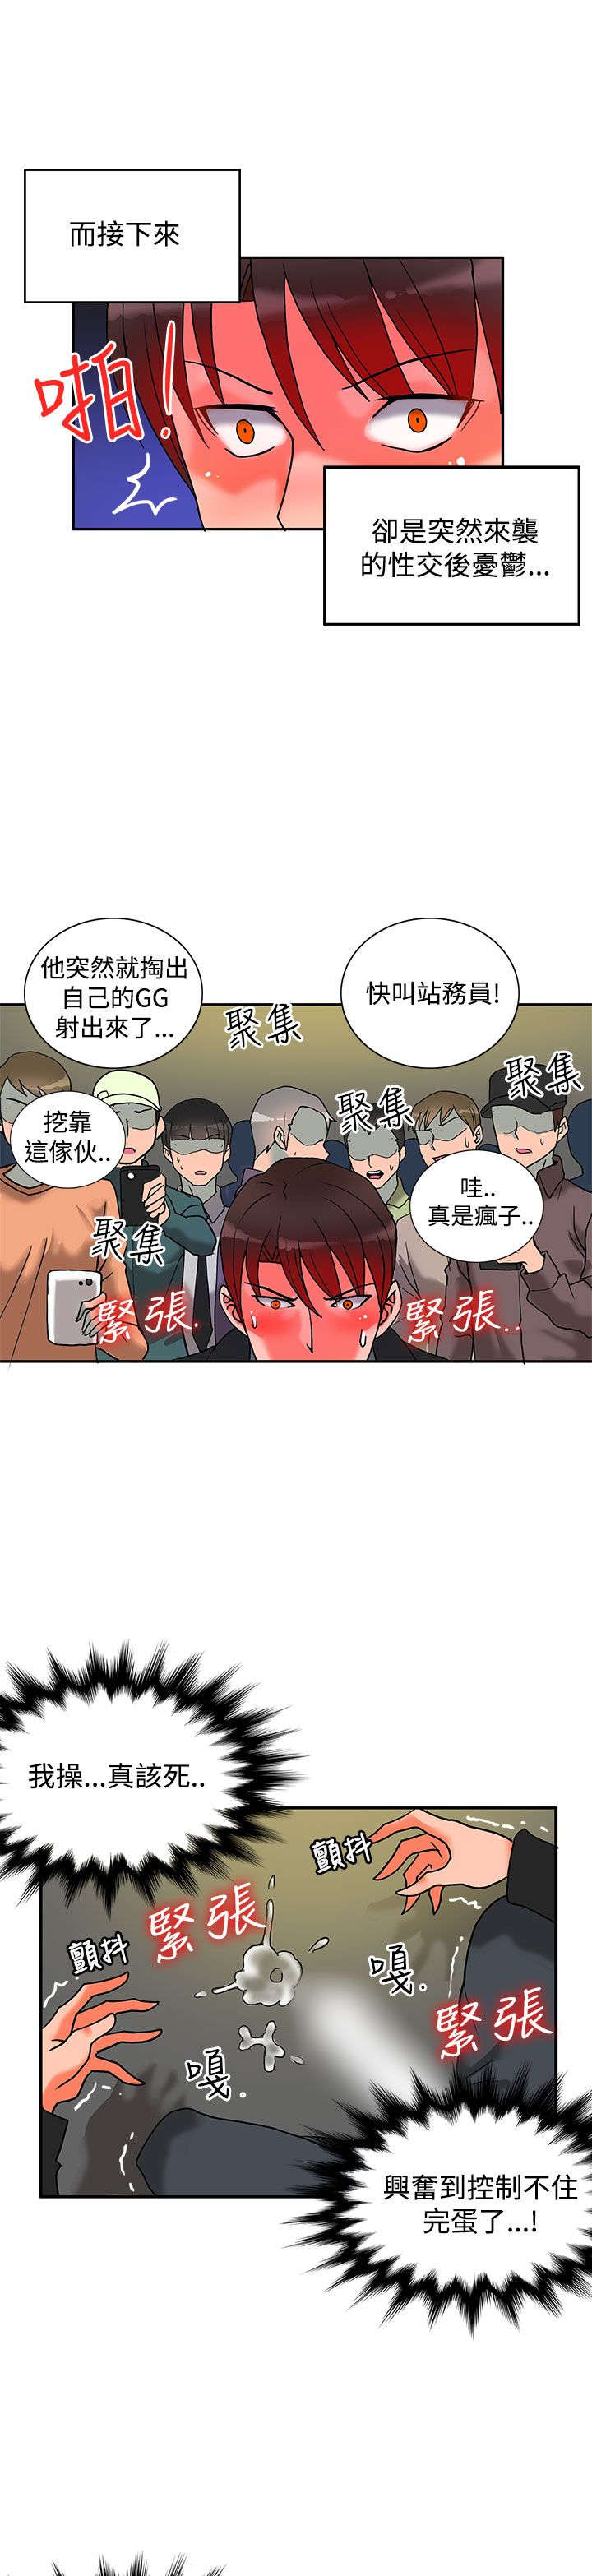 而接下來
啪!
卻是突然來襲
的性交後憂鬱...
他突然就掏出
自己的GG
射出來了...
快叫站務員!
聚集
聚集
聚集
挖靠
這傢伙..
哇..
真是瘋子..
聚集
緊張.
緊張..
我操...真該死..
顫抖
緊張
顫抖
嘎.
緊張
嘎.
興奮到控制不住
完蛋了...!